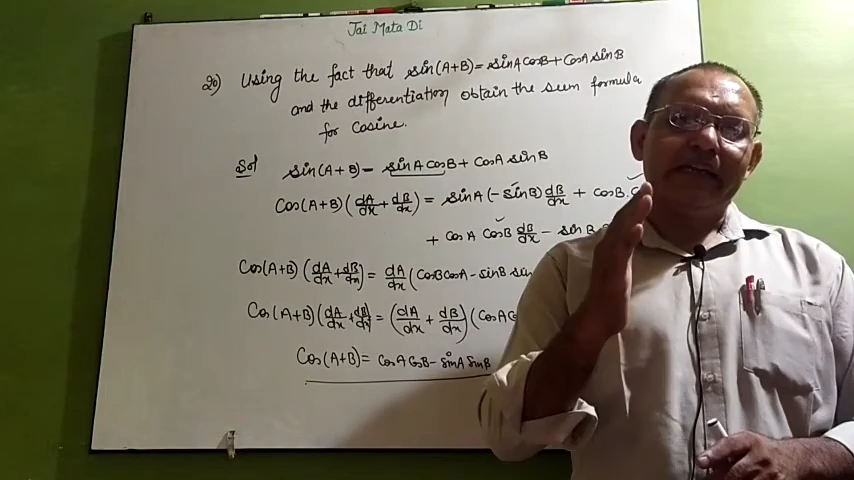 Jai Mata Di
20) Using the fact that sin(A+B)=sinA cosB+cosA sinB
and the differentiation obtain the sum formula
for Cosine.
Sol sin(A+B) = sinA cosB + cosA sinB
Cos(A+B) (dA/dx + dB/dx) = sinA (-sinB) dB/dx + cosB.
+ cosA cosB dB/dx - sinB
Cos(A+B) (dA/dx + dB/dx) = dA/dx (cosB cosA - sinB sin
Cos(A+B) (dA/dx + dB/dx) = (dA/dx + dB/dx) (cosA
Cos(A+B) = cosA cosB - sinA sinB